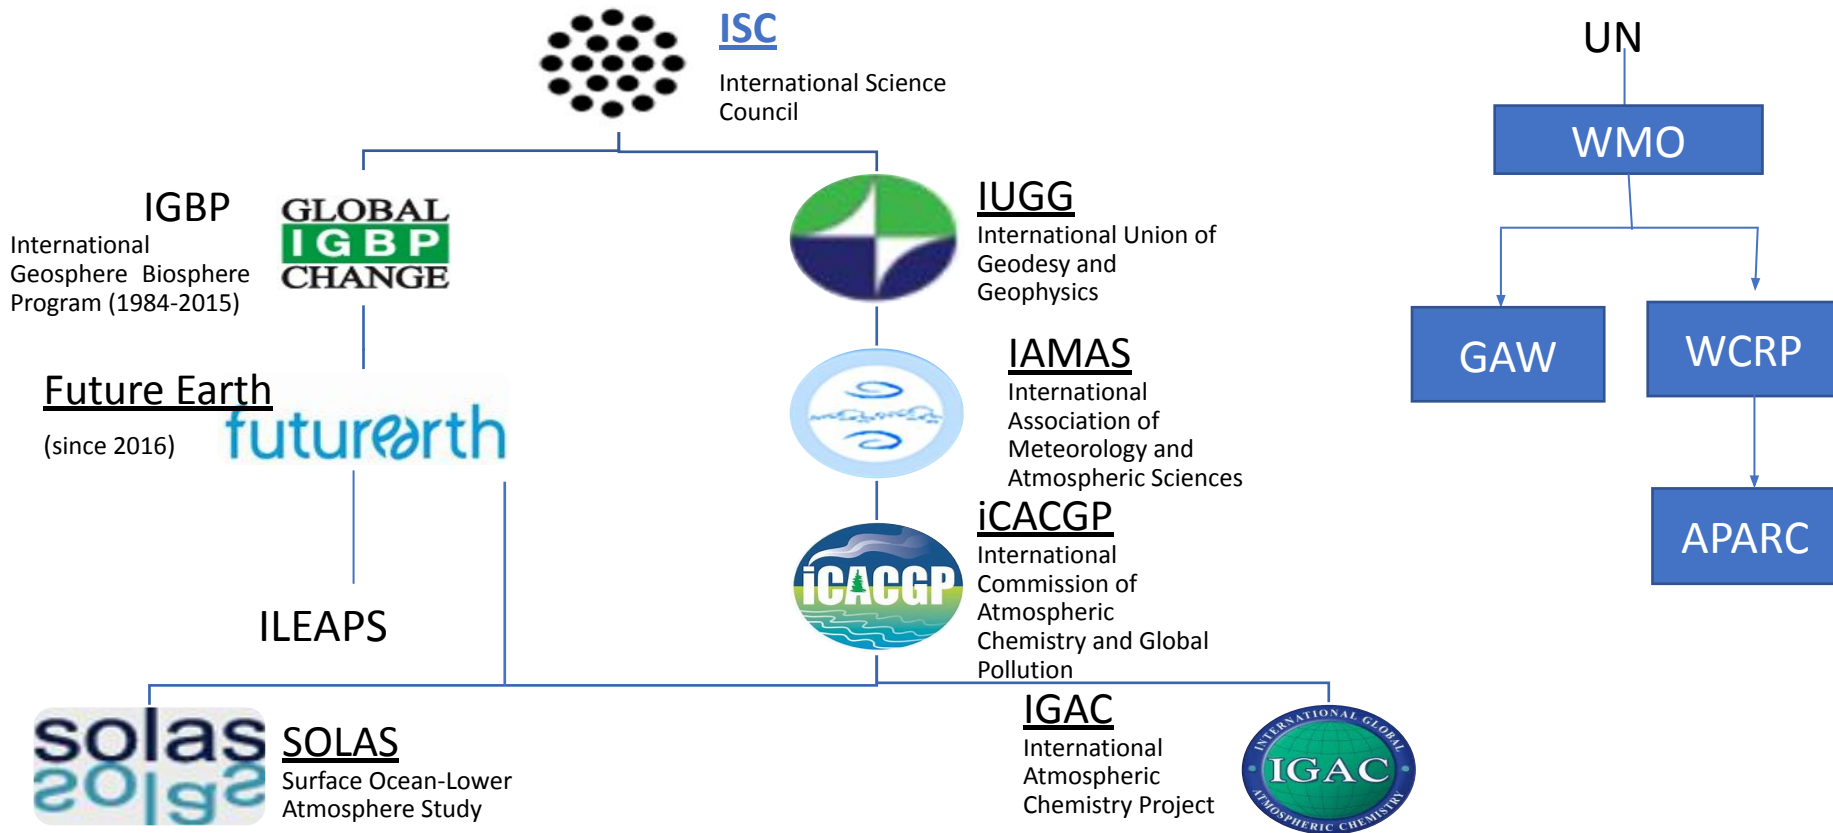 ISC
International Science
Council
UN
WMO
IGBP
International
Geosphere Biosphere
Program (1984-2015)
GLOBAL
IGBP
CHANGE
IUGG
International Union of
Geodesy and
Geophysics
GAW
WCRP
Future Earth
(since 2016)
futurearth
IAMAS
International
Association of
Meteorology and
Atmospheric Sciences
APARC
iCACGP
iCACGP
International
Commission of
Atmospheric
Chemistry and Global
Pollution
ILEAPS
solas
solas
SOLAS
Surface Ocean-Lower
Atmosphere Study
IGAC
International
Atmospheric
Chemistry Project
INTERNATIONAL GLOBAL
IGAC
ATMOSPHERIC CHEMISTRY